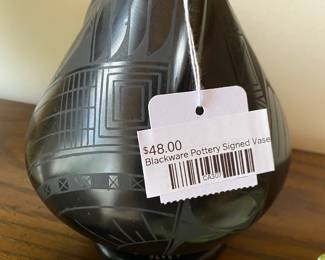 $48.00
Blackware Pottery Signed Vase